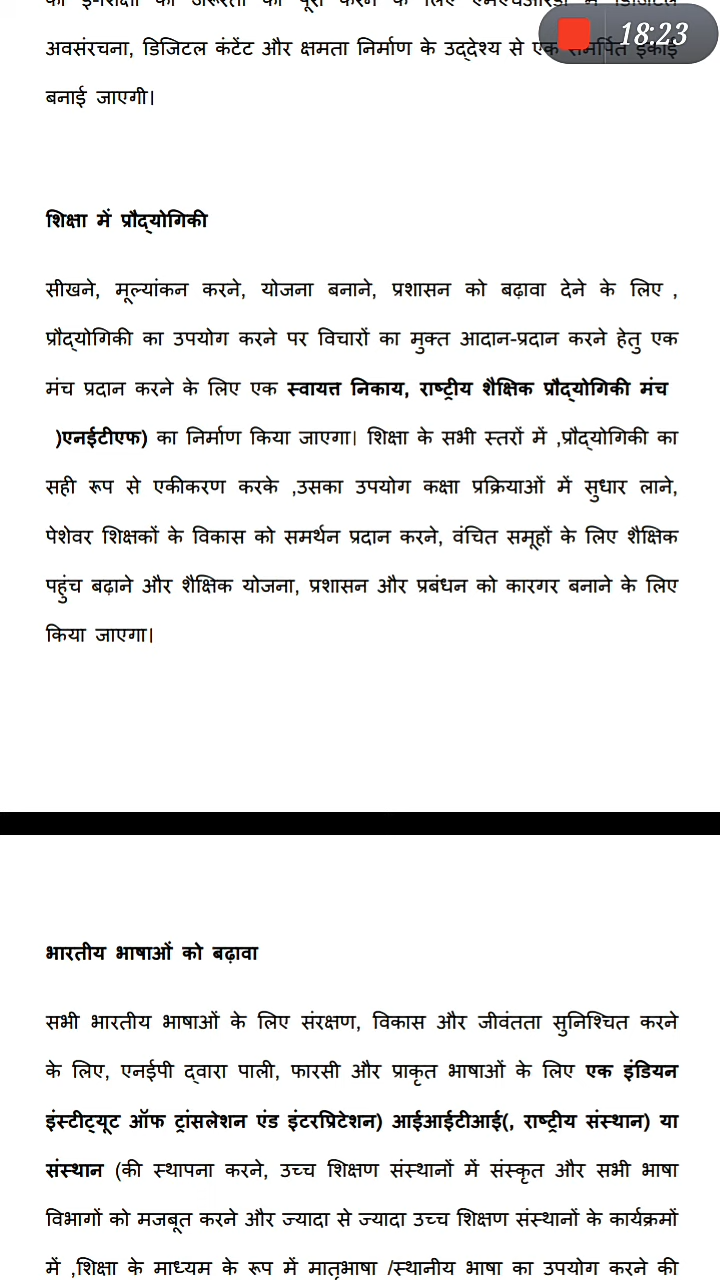 अवसंरचना, डिजिटल कंटेंट और क्षमता निर्माण के उद्देश्य से एक समर्पित इकाई
18:23
बनाई जाएगी।
शिक्षा में प्रौद्योगिकी
सीखने, मूल्यांकन करने, योजना बनाने, प्रशासन को बढ़ावा देने के लिए ,
प्रौद्योगिकी का उपयोग करने पर विचारों का मुक्त आदान-प्रदान करने हेतु एक
मंच प्रदान करने के लिए एक स्वायत्त निकाय, राष्ट्रीय शैक्षिक प्रौद्योगिकी मंच
)एनईटीएफ) का निर्माण किया जाएगा। शिक्षा के सभी स्तरों में ,प्रौद्योगिकी का
सही रूप से एकीकरण करके ,उसका उपयोग कक्षा प्रक्रियाओं में सुधार लाने,
पेशेवर शिक्षकों के विकास को समर्थन प्रदान करने, वंचित समूहों के लिए शैक्षिक
पहुंच बढ़ाने और शैक्षिक योजना, प्रशासन और प्रबंधन को कारगर बनाने के लिए
किया जाएगा।
भारतीय भाषाओं को बढ़ावा
सभी भारतीय भाषाओं के लिए संरक्षण, विकास और जीवंतता सुनिश्चित करने
के लिए, एनईपी द्वारा पाली, फारसी और प्राकृत भाषाओं के लिए एक इंडियन
इंस्टीट्यूट ऑफ ट्रांसलेशन एंड इंटरप्रिटेशन) आईआईटीआई(, राष्ट्रीय संस्थान) या
संस्थान (की स्थापना करने, उच्च शिक्षण संस्थानों में संस्कृत और सभी भाषा
विभागों को मजबूत करने और ज्यादा से ज्यादा उच्च शिक्षण संस्थानों के कार्यक्रमों
में ,शिक्षा के माध्यम के रूप में मातृभाषा /स्थानीय भाषा का उपयोग करने की